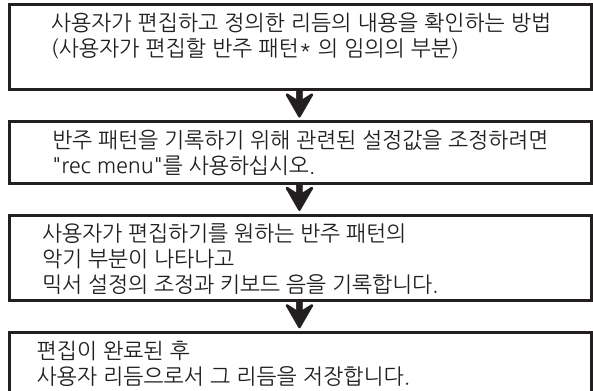 사용자가 편집하고 정의한 리듬의 내용을 확인하는 방법
(사용자가 편집할 반주 패턴* 의 임의의 부분)
반주 패턴을 기록하기 위해 관련된 설정값을 조정하려면
"rec menu"를 사용하십시오.
사용자가 편집하기를 원하는 반주 패턴의
악기 부분이 나타나고
믹서 설정의 조정과 키보드 음을 기록합니다.
편집이 완료된 후
사용자 리듬으로서 그 리듬을 저장합니다.